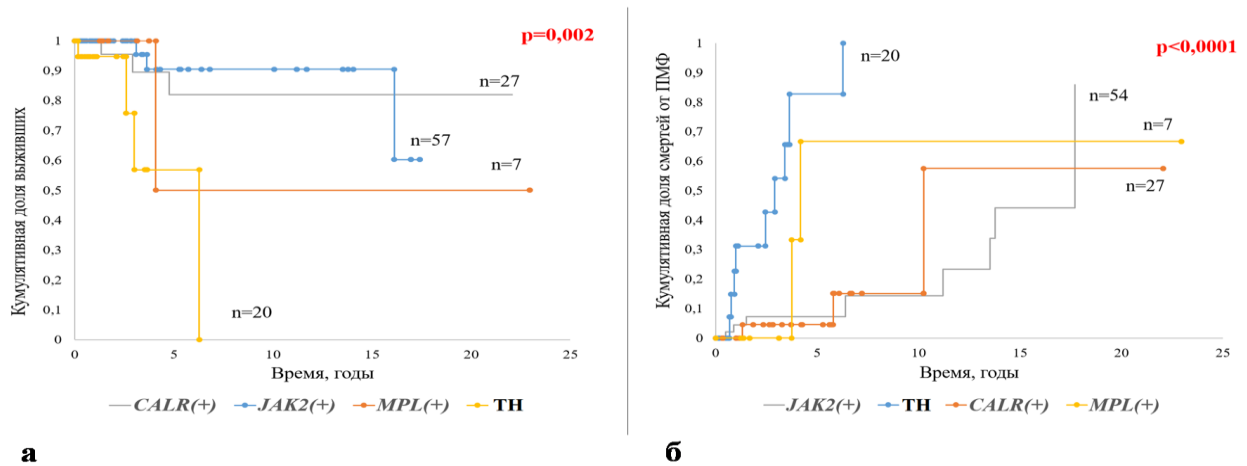 p=0,002
Кумулятивная доля выживших
1
0,9
0,8
0,7
0,6
0,5
0,4
0,3
0,2
0,1
0
n=27
n=57
n=7
n=20
0
5
10
15
20
25
Время, годы
CALR(+) JAK2(+) MPL(+) ТН
а
p<0,0001
Кумулятивная доля смертей от ПМФ
1
0,9
0,8
0,7
0,6
0,5
0,4
0,3
0,2
0,1
0
n=20
n=54
n=7
n=27
0
5
10
15
20
25
Время, годы
JAK2(+) ТН CALR(+) MPL(+)
б